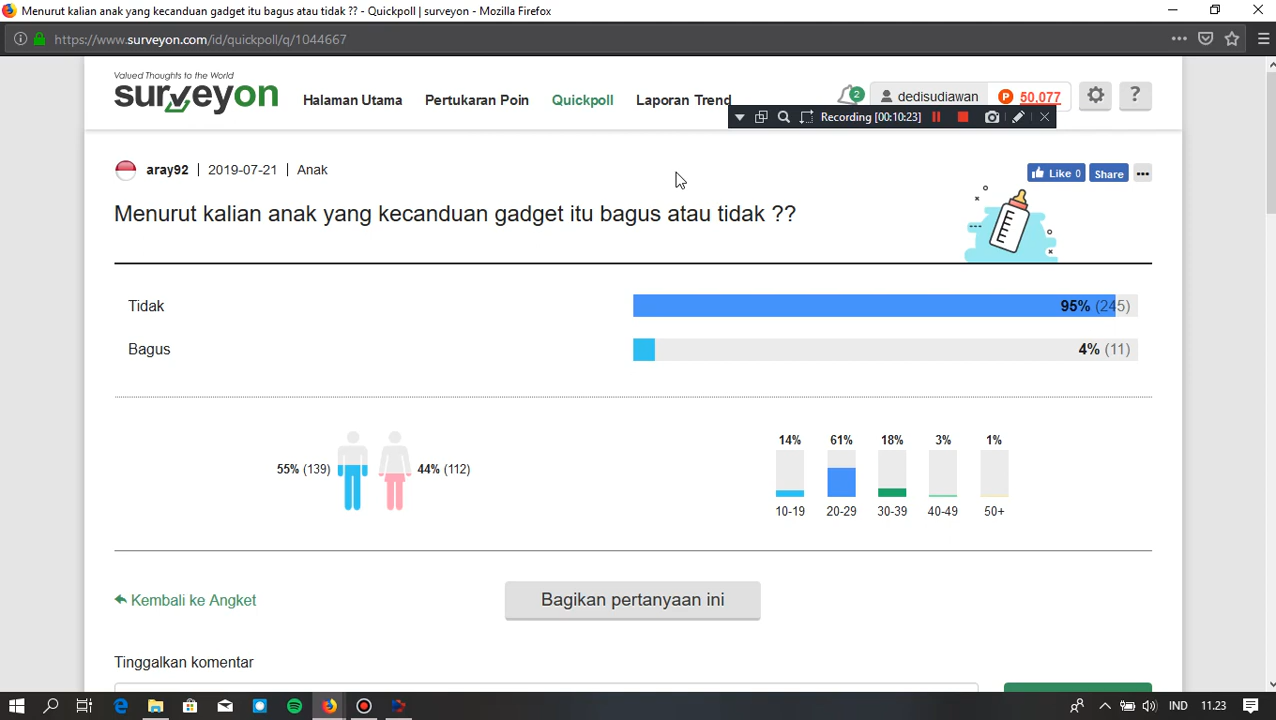 Menurut kalian anak yang kecanduan gadget itu bagus atau tidak ?? - Quickpoll | surveyon - Mozilla Firefox
https://www.surveyon.com/id/quickpoll/q/1044667
Valued Thoughts to the World
surveyon
Halaman Utama Pertukaran Poin Quickpoll Laporan Trend
2 dedisudiawan P 50,077 ?
Recording [00:10:23]
aray92 | 2019-07-21 | Anak
Like 0 Share
Menurut kalian anak yang kecanduan gadget itu bagus atau tidak ??
Tidak 95% (245)
Bagus 4% (11)
55% (139) 44% (112)
14% 61% 18% 3% 1%
10-19 20-29 30-39 40-49 50+
Kembali ke Angket
Bagikan pertanyaan ini
Tinggalkan komentar
IND 11.23